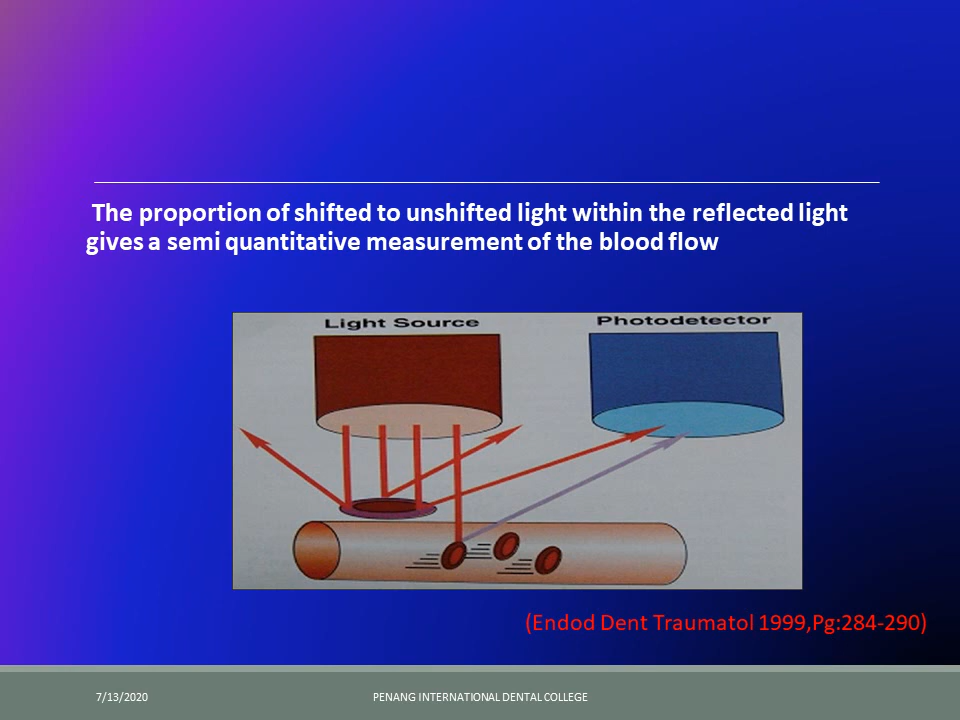 The proportion of shifted to unshifted light within the reflected light
gives a semi quantitative measurement of the blood flow
Light Source
Photodetector
(Endod Dent Traumatol 1999,Pg:284-290)
7/13/2020
PENANG INTERNATIONAL DENTAL COLLEGE